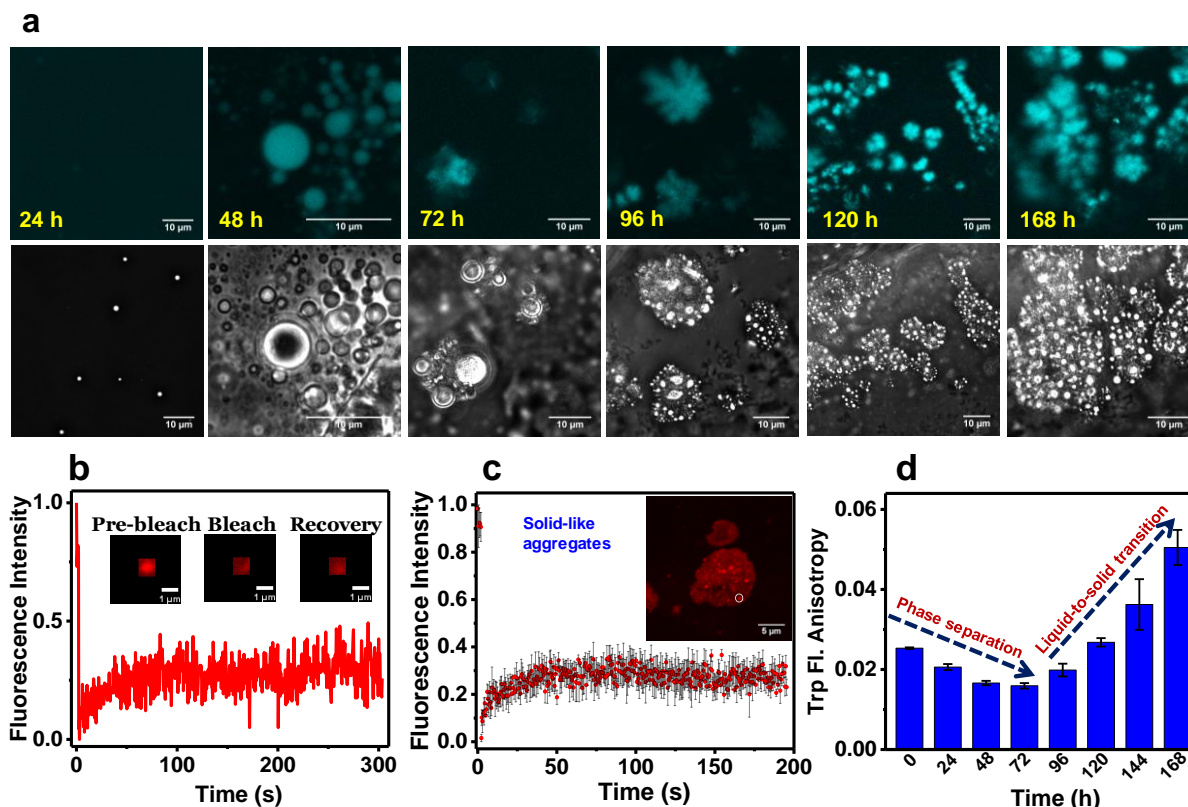 a
24 h
10 μm
48 h
10 μm
72 h
10 μm
96 h
10 μm
120 h
10 μm
168 h
10 μm
10 μm
10 μm
10 μm
10 μm
10 μm
10 μm
b
Fluorescence Intensity
1.0
0.5
0.0
Pre-bleach Bleach Recovery
1 μm
1 μm
1 μm
0 100 200 300
Time (s)
c
Fluorescence Intensity
1.0
0.8
0.6
0.4
0.2
0.0
Solid-like
aggregates
5 μm
0 50 100 150 200
Time (s)
d
Trp Fl. Anisotropy
0.06
0.04
0.02
0.00
Phase separation
Liquid-to-solid transition
0 24 48 72 96 120 144 168
Time (h)